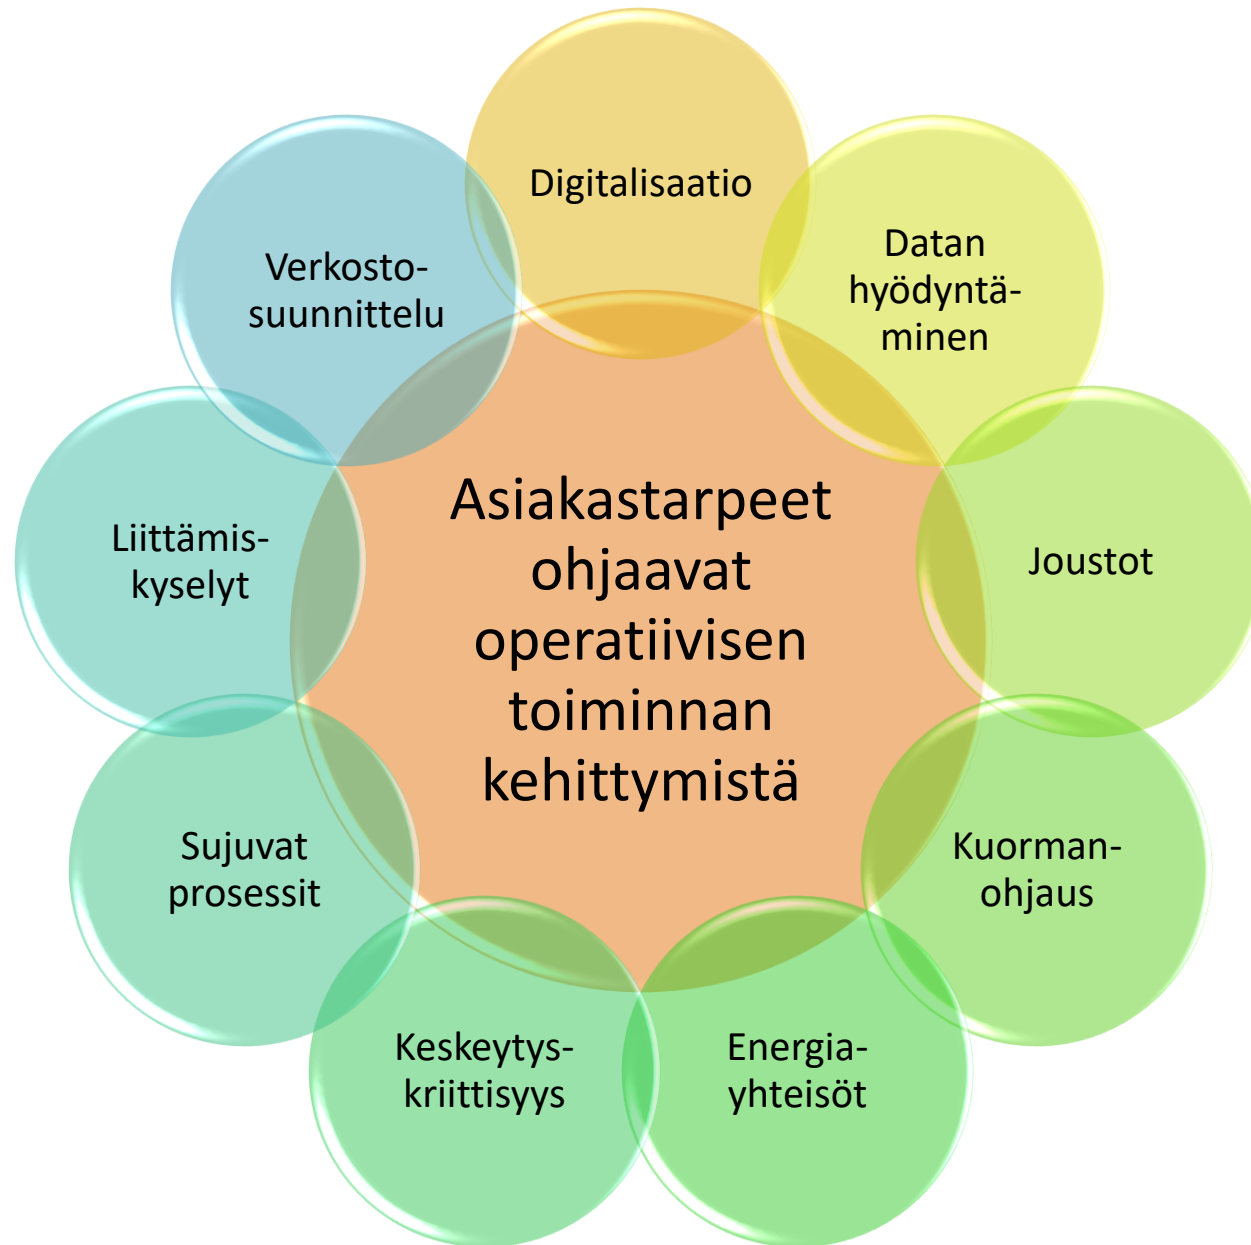 Digitalisaatio
Datan
hyödyntä-
minen
Joustot
Kuorman-
ohjaus
Energia-
yhteisöt
Keskeytys-
kriittisyys
Sujuvat
prosessit
Liittämis-
kyselyt
Verkosto-
suunnittelu
Asiakastarpeet
ohjaavat
operatiivisen
toiminnan
kehittymistä